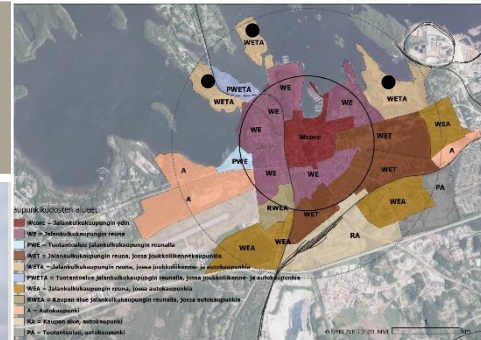 WETA
PWETA
WE
WE
WETA
WE
WETA
WE
Wcore
WET
WEA
PWE
A
A
A
WET
WE
WE
PA
WEA
RWEA
WET
RA
WEA
WEA
aupunkikudosten alueet
Wcore = Jalankulkukaupungin ydin
WE = Jalankulkukaupungin reuna
PWE = Tuotantoalue jalankulkukaupungin reunalla
WET = Jalankulkukaupungin reuna, jossa joukkoliikennekaupunkia
WETA = Jalankulkukaupungin reuna, jossa joukkoliikenne- ja autokaupunkia
PWETA = Tuotantoalue jalankulkukaupungin reunalla, jossa joukkoliikenne- ja autokaupunkia
WEA = Jalankulkukaupungin reuna, jossa autokaupunkia
RWEA = Kaupan alue jalankulkukaupungin reunalla, jossa autokaupunkia
A = Autokaupunki
RA = Kaupan alue, autokaupunki
PA = Tuotantoalue, autokaupunki